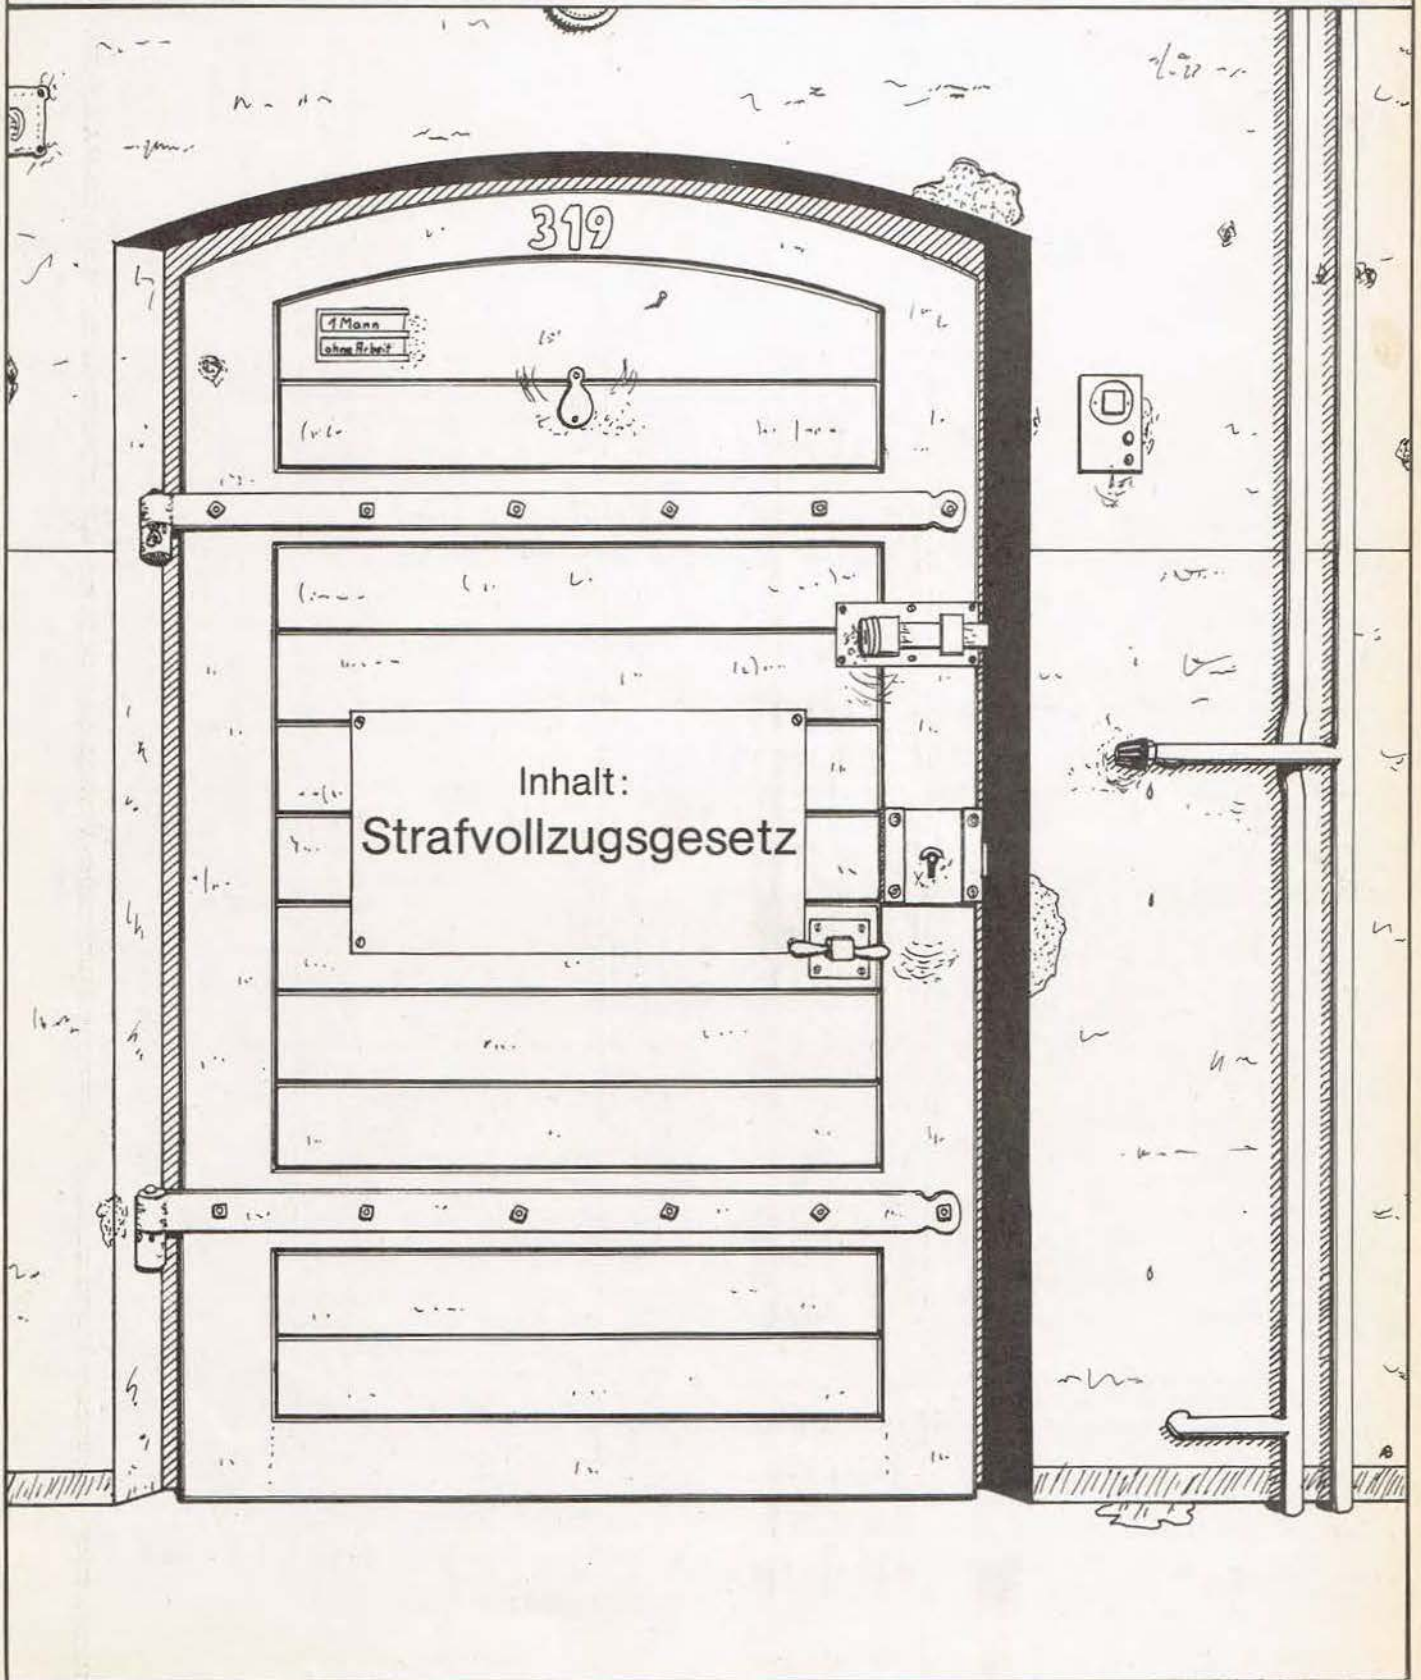 319
1 Mann
ohne Arbeit
Inhalt:
Strafvollzugsgesetz